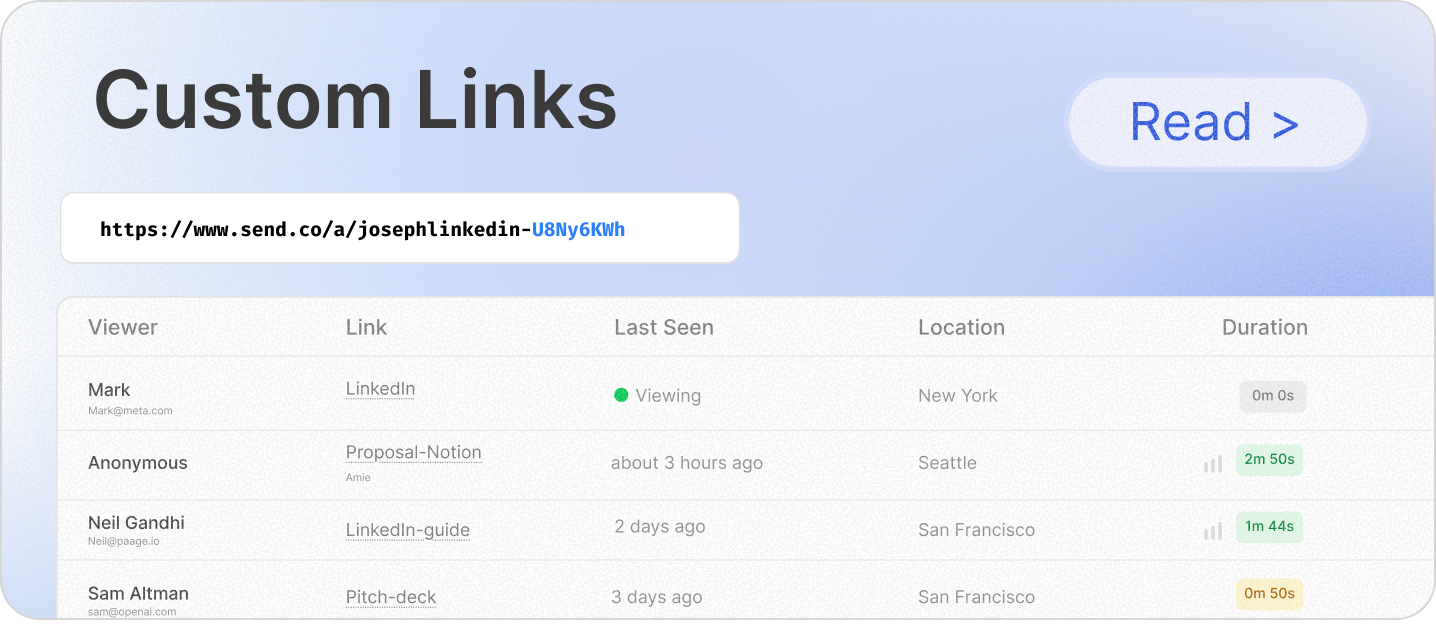 Custom Links
Read >
https://www.send.co/a/josephlinkedin-U8Ny6KWh
Viewer Link Last Seen Location Duration
Mark LinkedIn Viewing New York 0m 0s
Mark@meta.com
Anonymous Proposal-Notion about 3 hours ago Seattle 2m 50s
Amie
Neil Gandhi LinkedIn-guide 2 days ago San Francisco 1m 44s
Neil@paage.io
Sam Altman Pitch-deck 3 days ago San Francisco 0m 50s
sam@openai.com